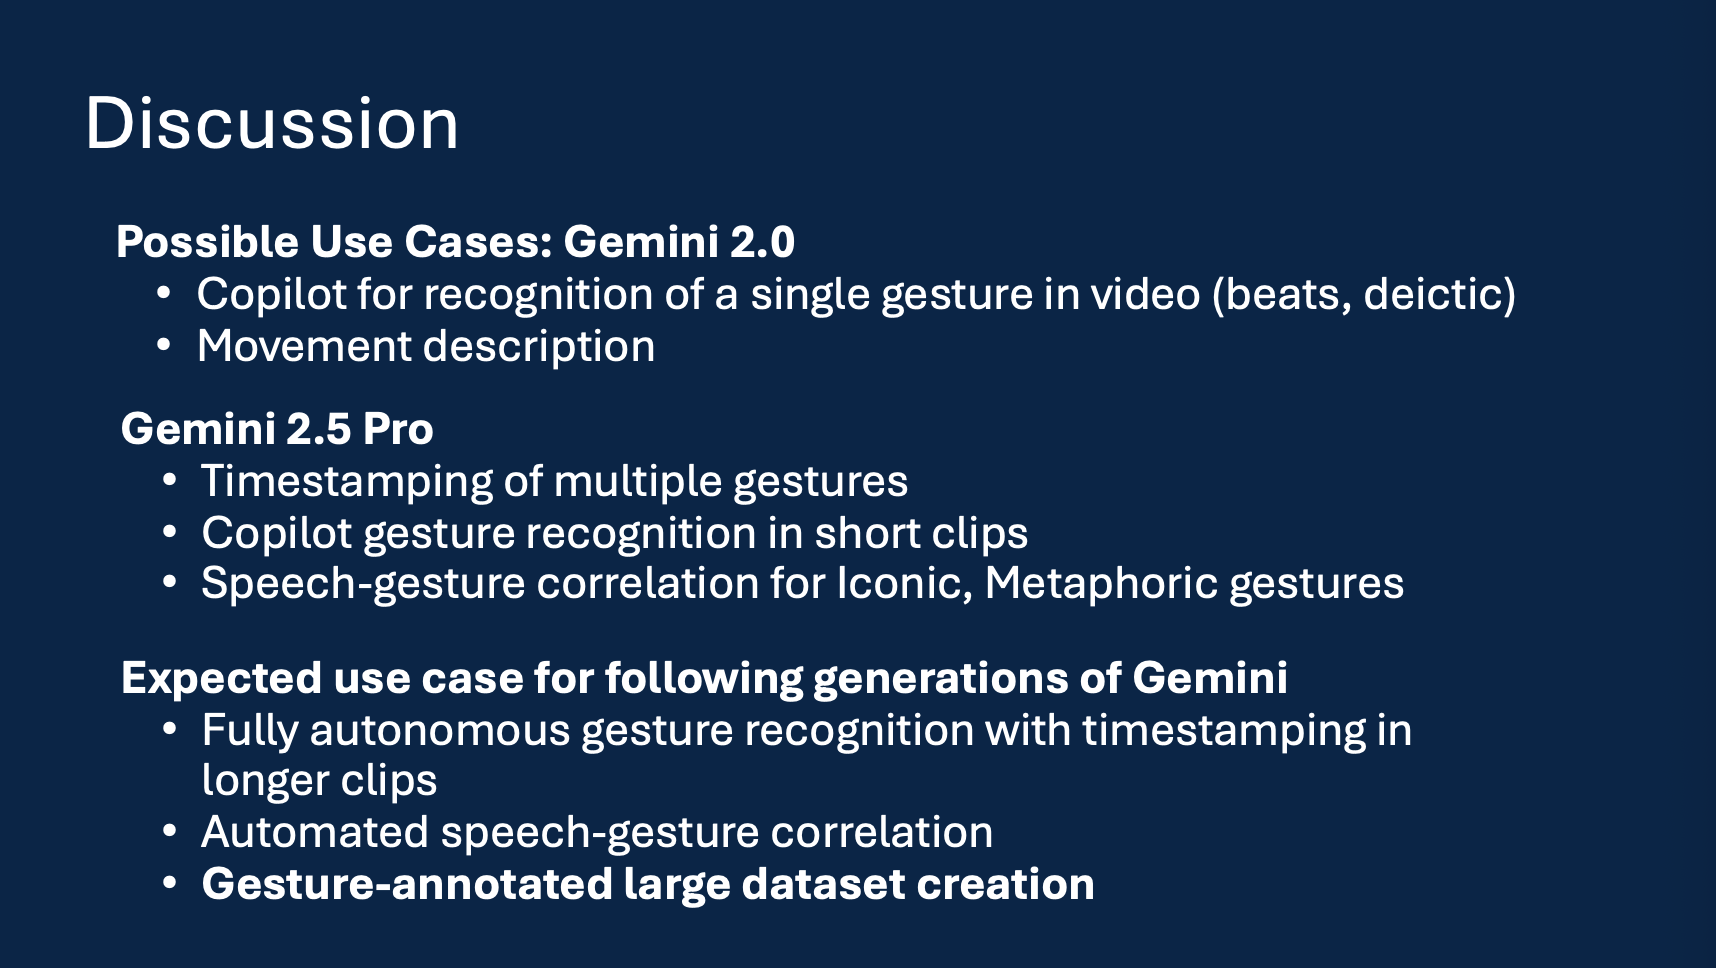 Discussion
Possible Use Cases: Gemini 2.0
• Copilot for recognition of a single gesture in video (beats, deictic)
• Movement description
Gemini 2.5 Pro
• Timestamping of multiple gestures
• Copilot gesture recognition in short clips
• Speech-gesture correlation for Iconic, Metaphoric gestures
Expected use case for following generations of Gemini
• Fully autonomous gesture recognition with timestamping in
longer clips
• Automated speech-gesture correlation
• Gesture-annotated large dataset creation